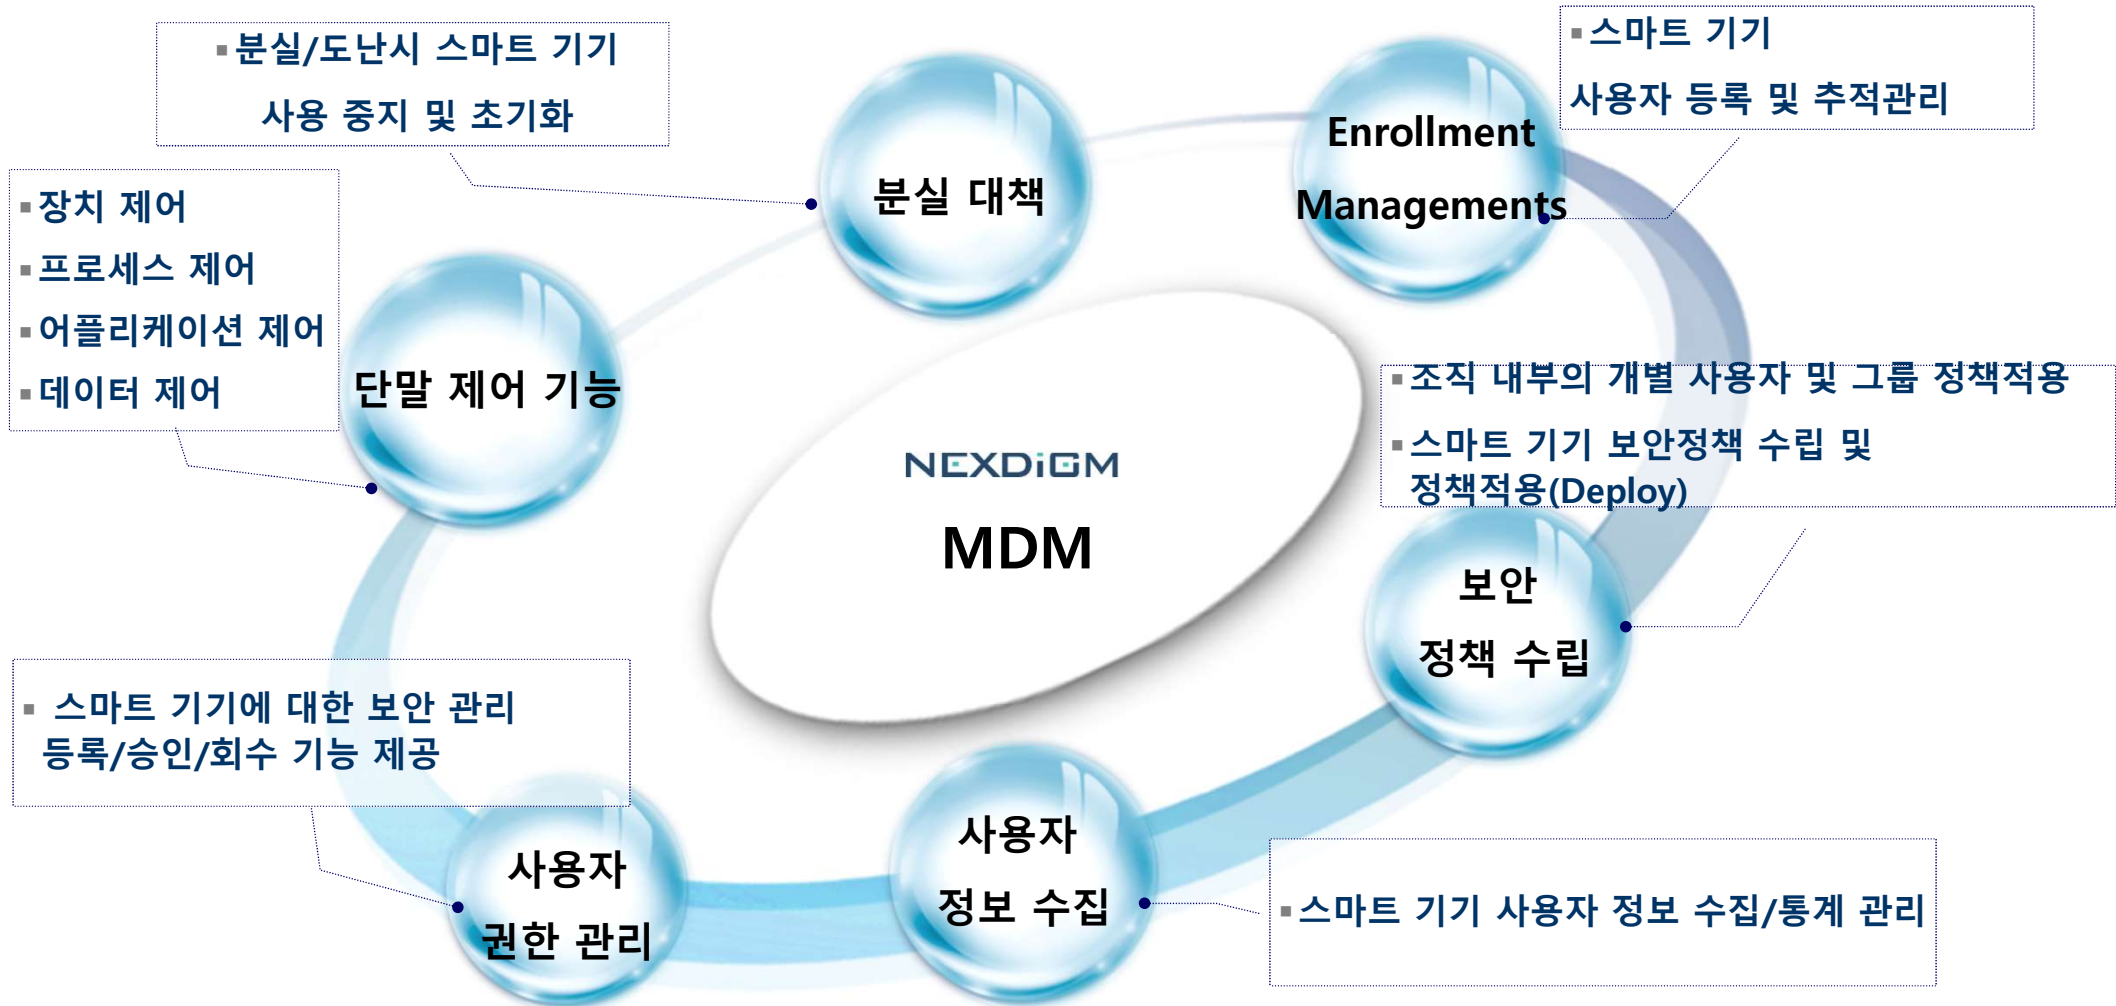 ▪분실/도난시 스마트 기기
사용 중지 및 초기화
▪스마트 기기
사용자 등록 및 추적관리
분실 대책
Enrollment
Managements
▪장치 제어
▪프로세스 제어
▪어플리케이션 제어
▪데이터 제어
단말 제어 기능
▪조직 내부의 개별 사용자 및 그룹 정책적용
▪스마트 기기 보안정책 수립 및
정책적용(Deploy)
NEXDiGM
MDM
보안
정책 수립
▪ 스마트 기기에 대한 보안 관리
등록/승인/회수 기능 제공
사용자
권한 관리
사용자
정보 수집
▪스마트 기기 사용자 정보 수집/통계 관리